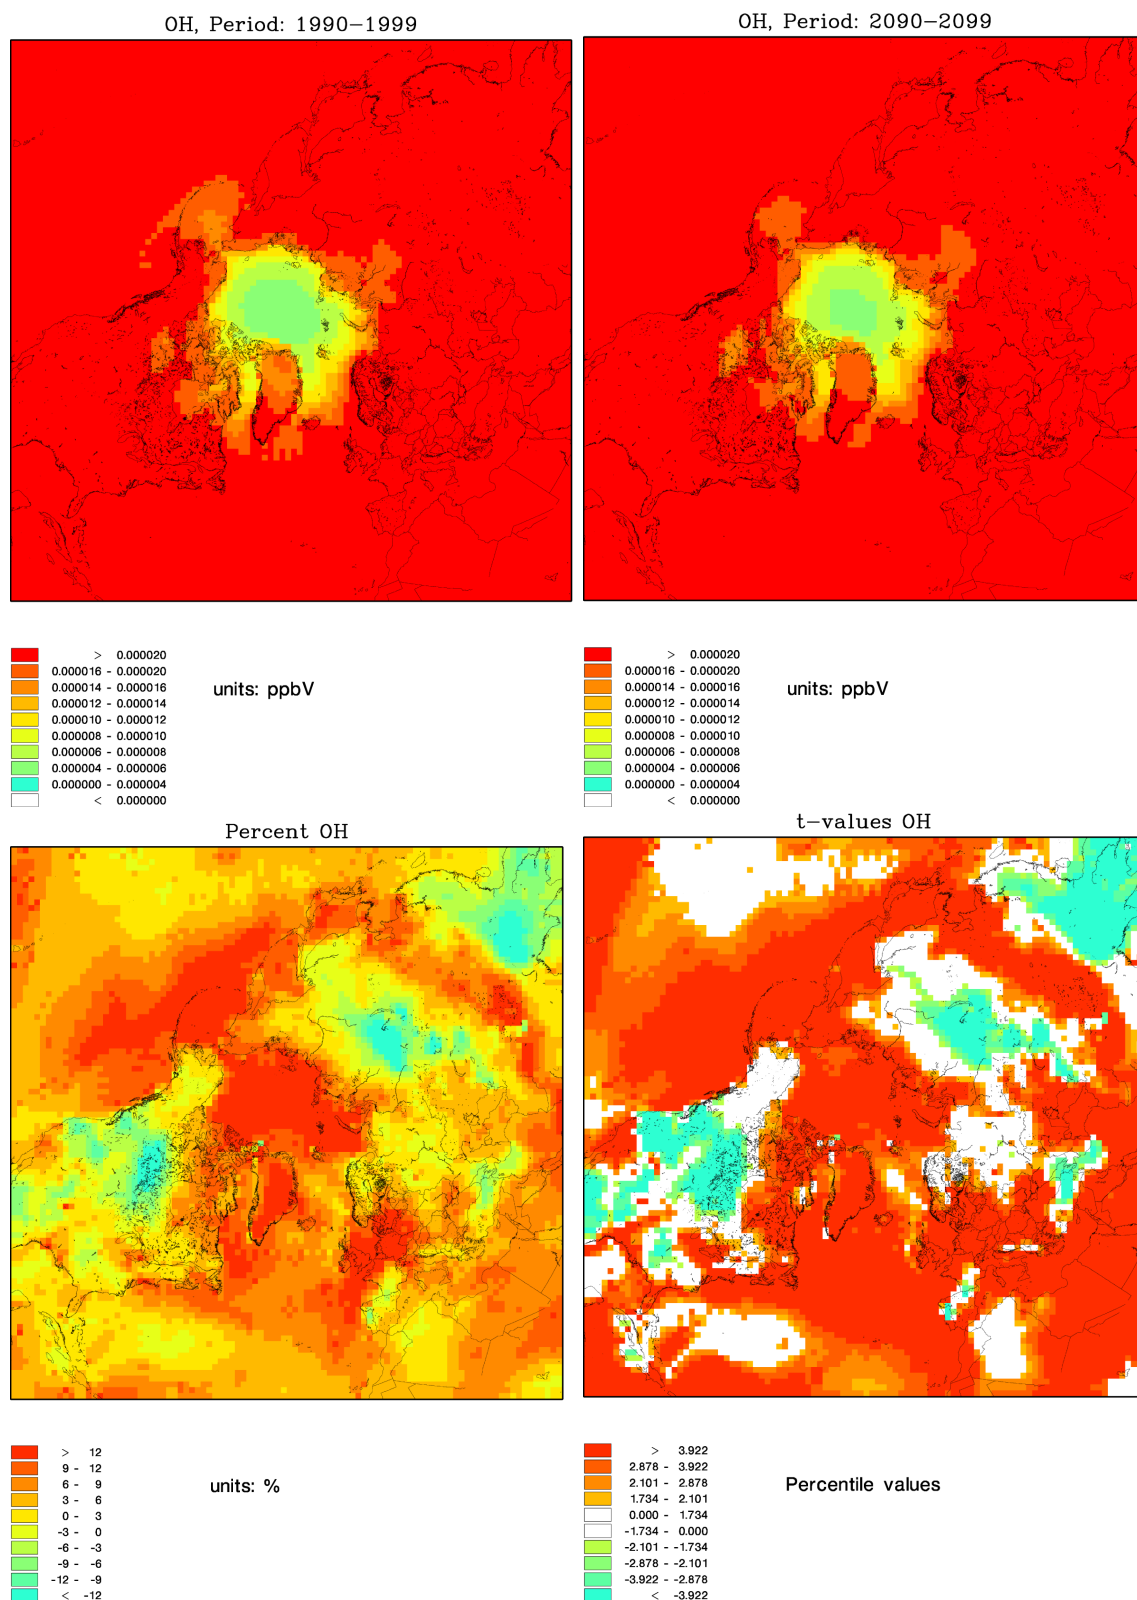 OH, Period: 1990-1999
OH, Period: 2090-2099
> 0.000020
0.000016 - 0.000020
0.000014 - 0.000016
0.000012 - 0.000014
0.000010 - 0.000012
0.000008 - 0.000010
0.000006 - 0.000008
0.000004 - 0.000006
0.000000 - 0.000004
< 0.000000
units: ppbV
> 0.000020
0.000016 - 0.000020
0.000014 - 0.000016
0.000012 - 0.000014
0.000010 - 0.000012
0.000008 - 0.000010
0.000006 - 0.000008
0.000004 - 0.000006
0.000000 - 0.000004
< 0.000000
units: ppbV
Percent OH
t-values OH
> 12
9 - 12
6 - 9
3 - 6
0 - 3
-3 - 0
-6 - -3
-9 - -6
-12 - -9
< -12
units: %
> 3.922
2.878 - 3.922
2.101 - 2.878
1.734 - 2.101
0.000 - 1.734
-1.734 - 0.000
-2.101 - -1.734
-2.878 - -2.101
-3.922 - -2.878
< -3.922
Percentile values